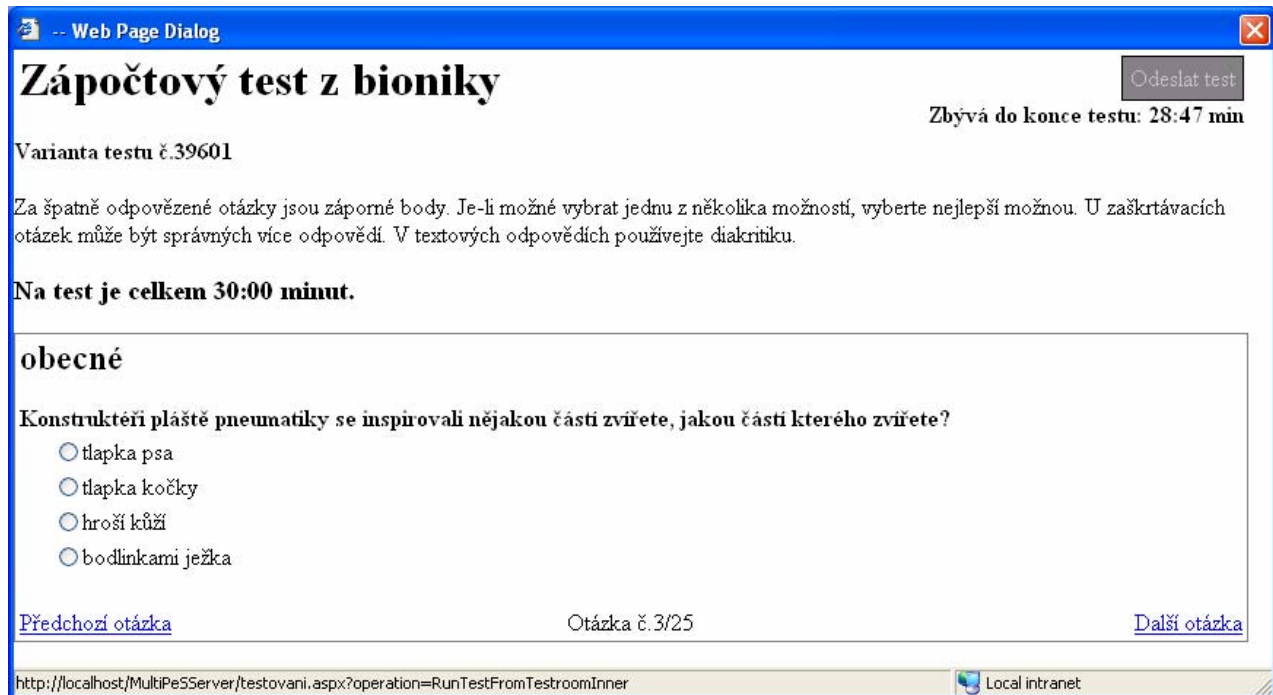 -- Web Page Dialog
Zápočtový test z bioniky
Odeslat test
Zbývá do konce testu: 28:47 min
Varianta testu č.39601
Za špatně odpovězené otázky jsou záporné body. Je-li možné vybrat jednu z několika možností, vyberte nejlepší možnou. U zaškrtávacích
otázek může být správných více odpovědí. V textových odpovědích používejte diakritiku.
Na test je celkem 30:00 minut.
obecné
Konstruktéři pláště pneumatiky se inspirovali nějakou částí zvířete, jakou částí kterého zvířete?
tlapka psa
tlapka kočky
hroší kůží
bodlinkami ježka
Předchozí otázka Otázka č.3/25 Další otázka
http://localhost/MultiPeSServer/testovani.aspx?operation=RunTestFromTestroomInner Local intranet